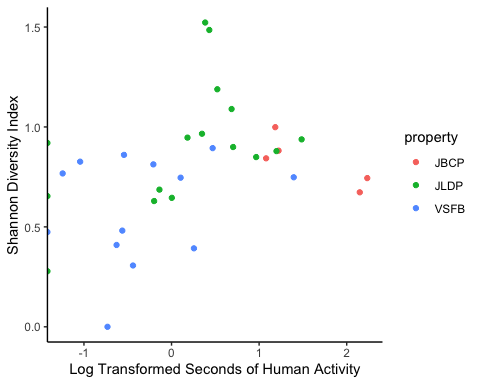 1.5
1.0
0.5
0.0
Shannon Diversity Index
-1 0 1 2
Log Transformed Seconds of Human Activity
property
JBCP
JLDP
VSFB